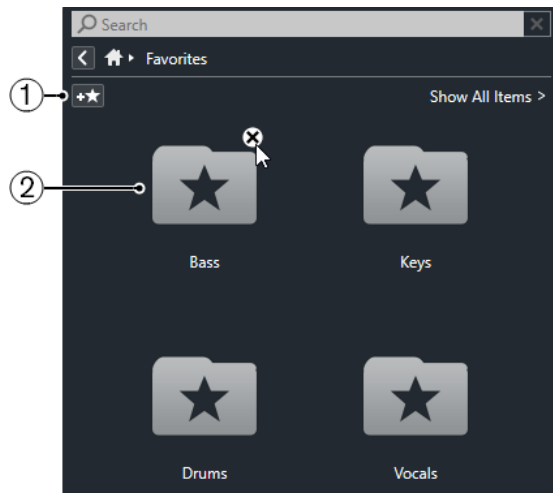 Search
Favorites
1
Show All Items >
2
Bass Keys
Drums Vocals